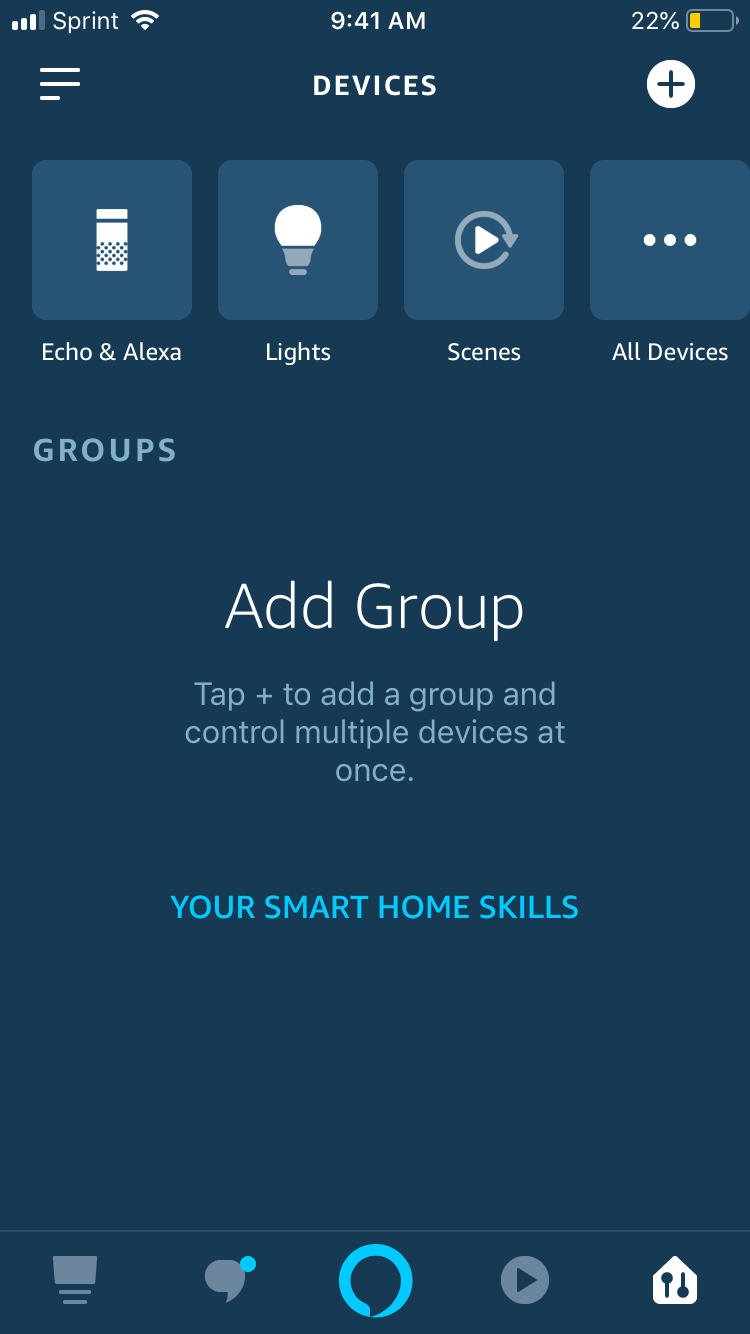 Sprint 9:41 AM 22%
DEVICES
Echo & Alexa Lights Scenes All Devices
GROUPS
Add Group
Tap + to add a group and
control multiple devices at
once.
YOUR SMART HOME SKILLS